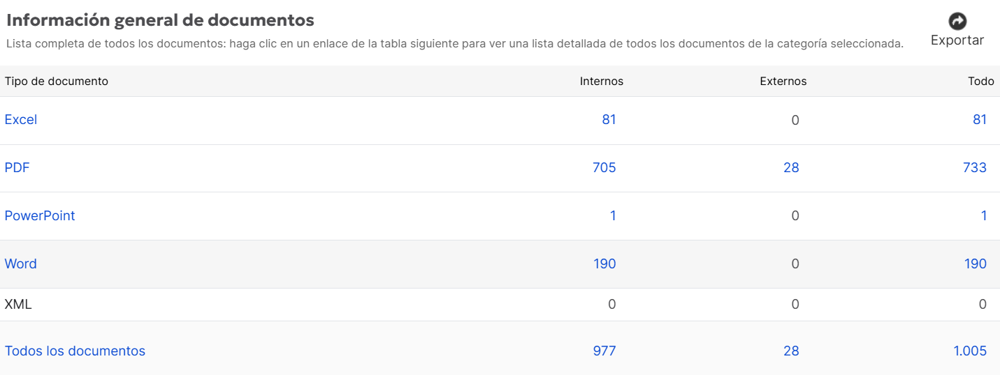 Información general de documentos
Exportar
Lista completa de todos los documentos: haga clic en un enlace de la tabla siguiente para ver una lista detallada de todos los documentos de la categoría seleccionada.
Tipo de documento Internos Externos Todo
Excel 81 0 81
PDF 705 28 733
PowerPoint 1 0 1
Word 190 0 190
XML 0 0 0
Todos los documentos 977 28 1.005